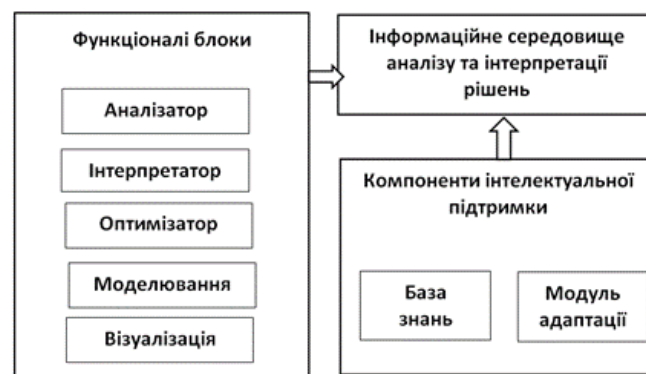 Функціоналі блоки
Аналізатор
Інтерпретатор
Оптимізатор
Моделювання
Візуалізація
Інформаційне середовище
аналізу та інтерпретації
рішень
Компоненти інтелектуальної
підтримки
База
знань
Модуль
адаптації